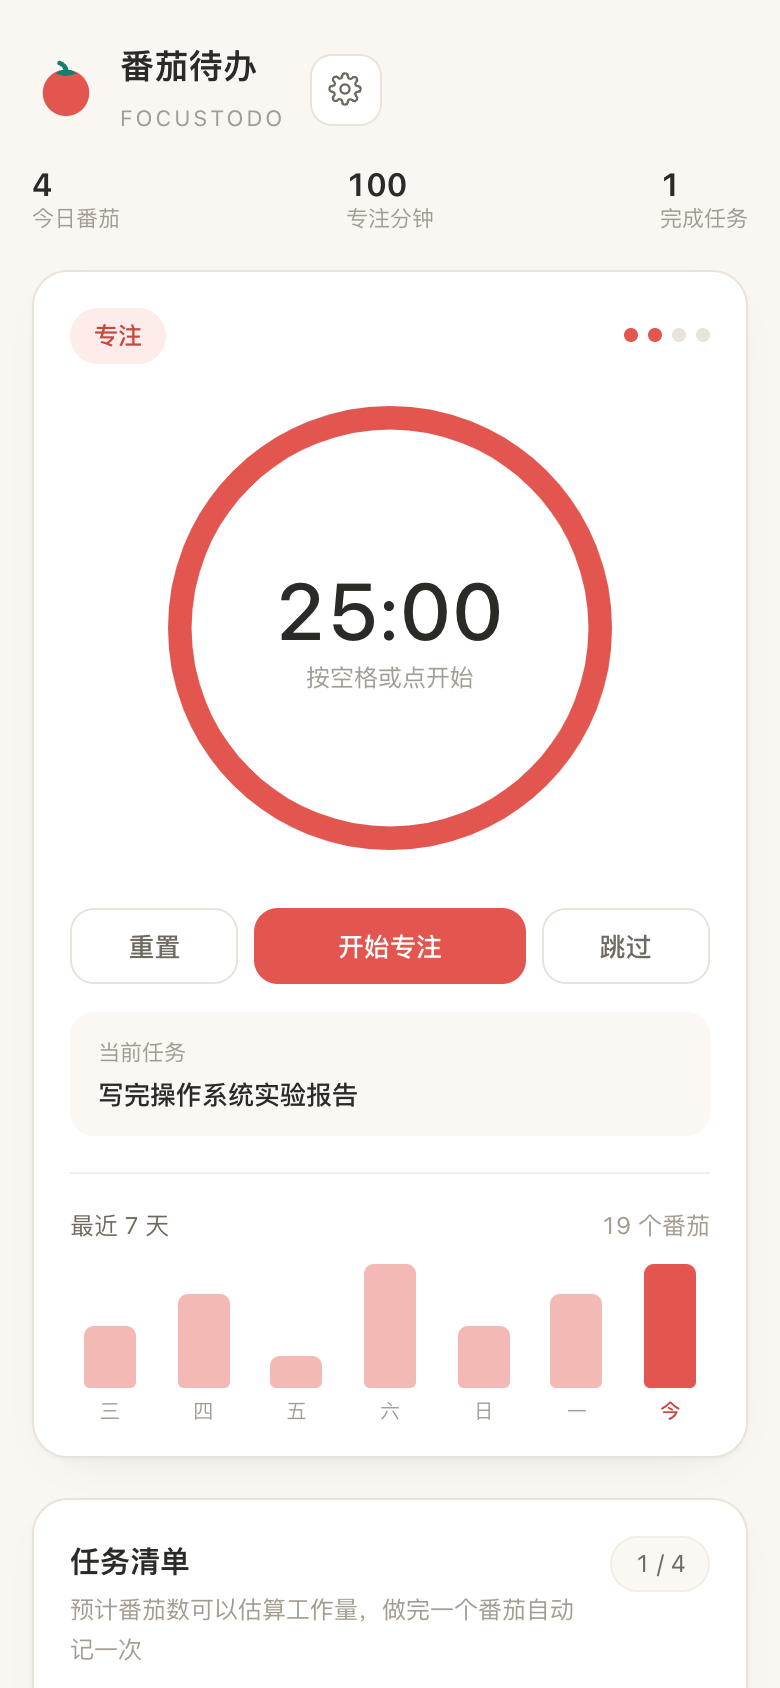 番茄待办
FOCUSTODO
4
今日番茄
100
专注分钟
1
完成任务
专注
25:00
按空格或点开始
重置
开始专注
跳过
当前任务
写完操作系统实验报告
最近 7 天
19 个番茄
三
四
五
六
日
一
今
任务清单
1 / 4
预计番茄数可以估算工作量，做完一个番茄自动
记一次